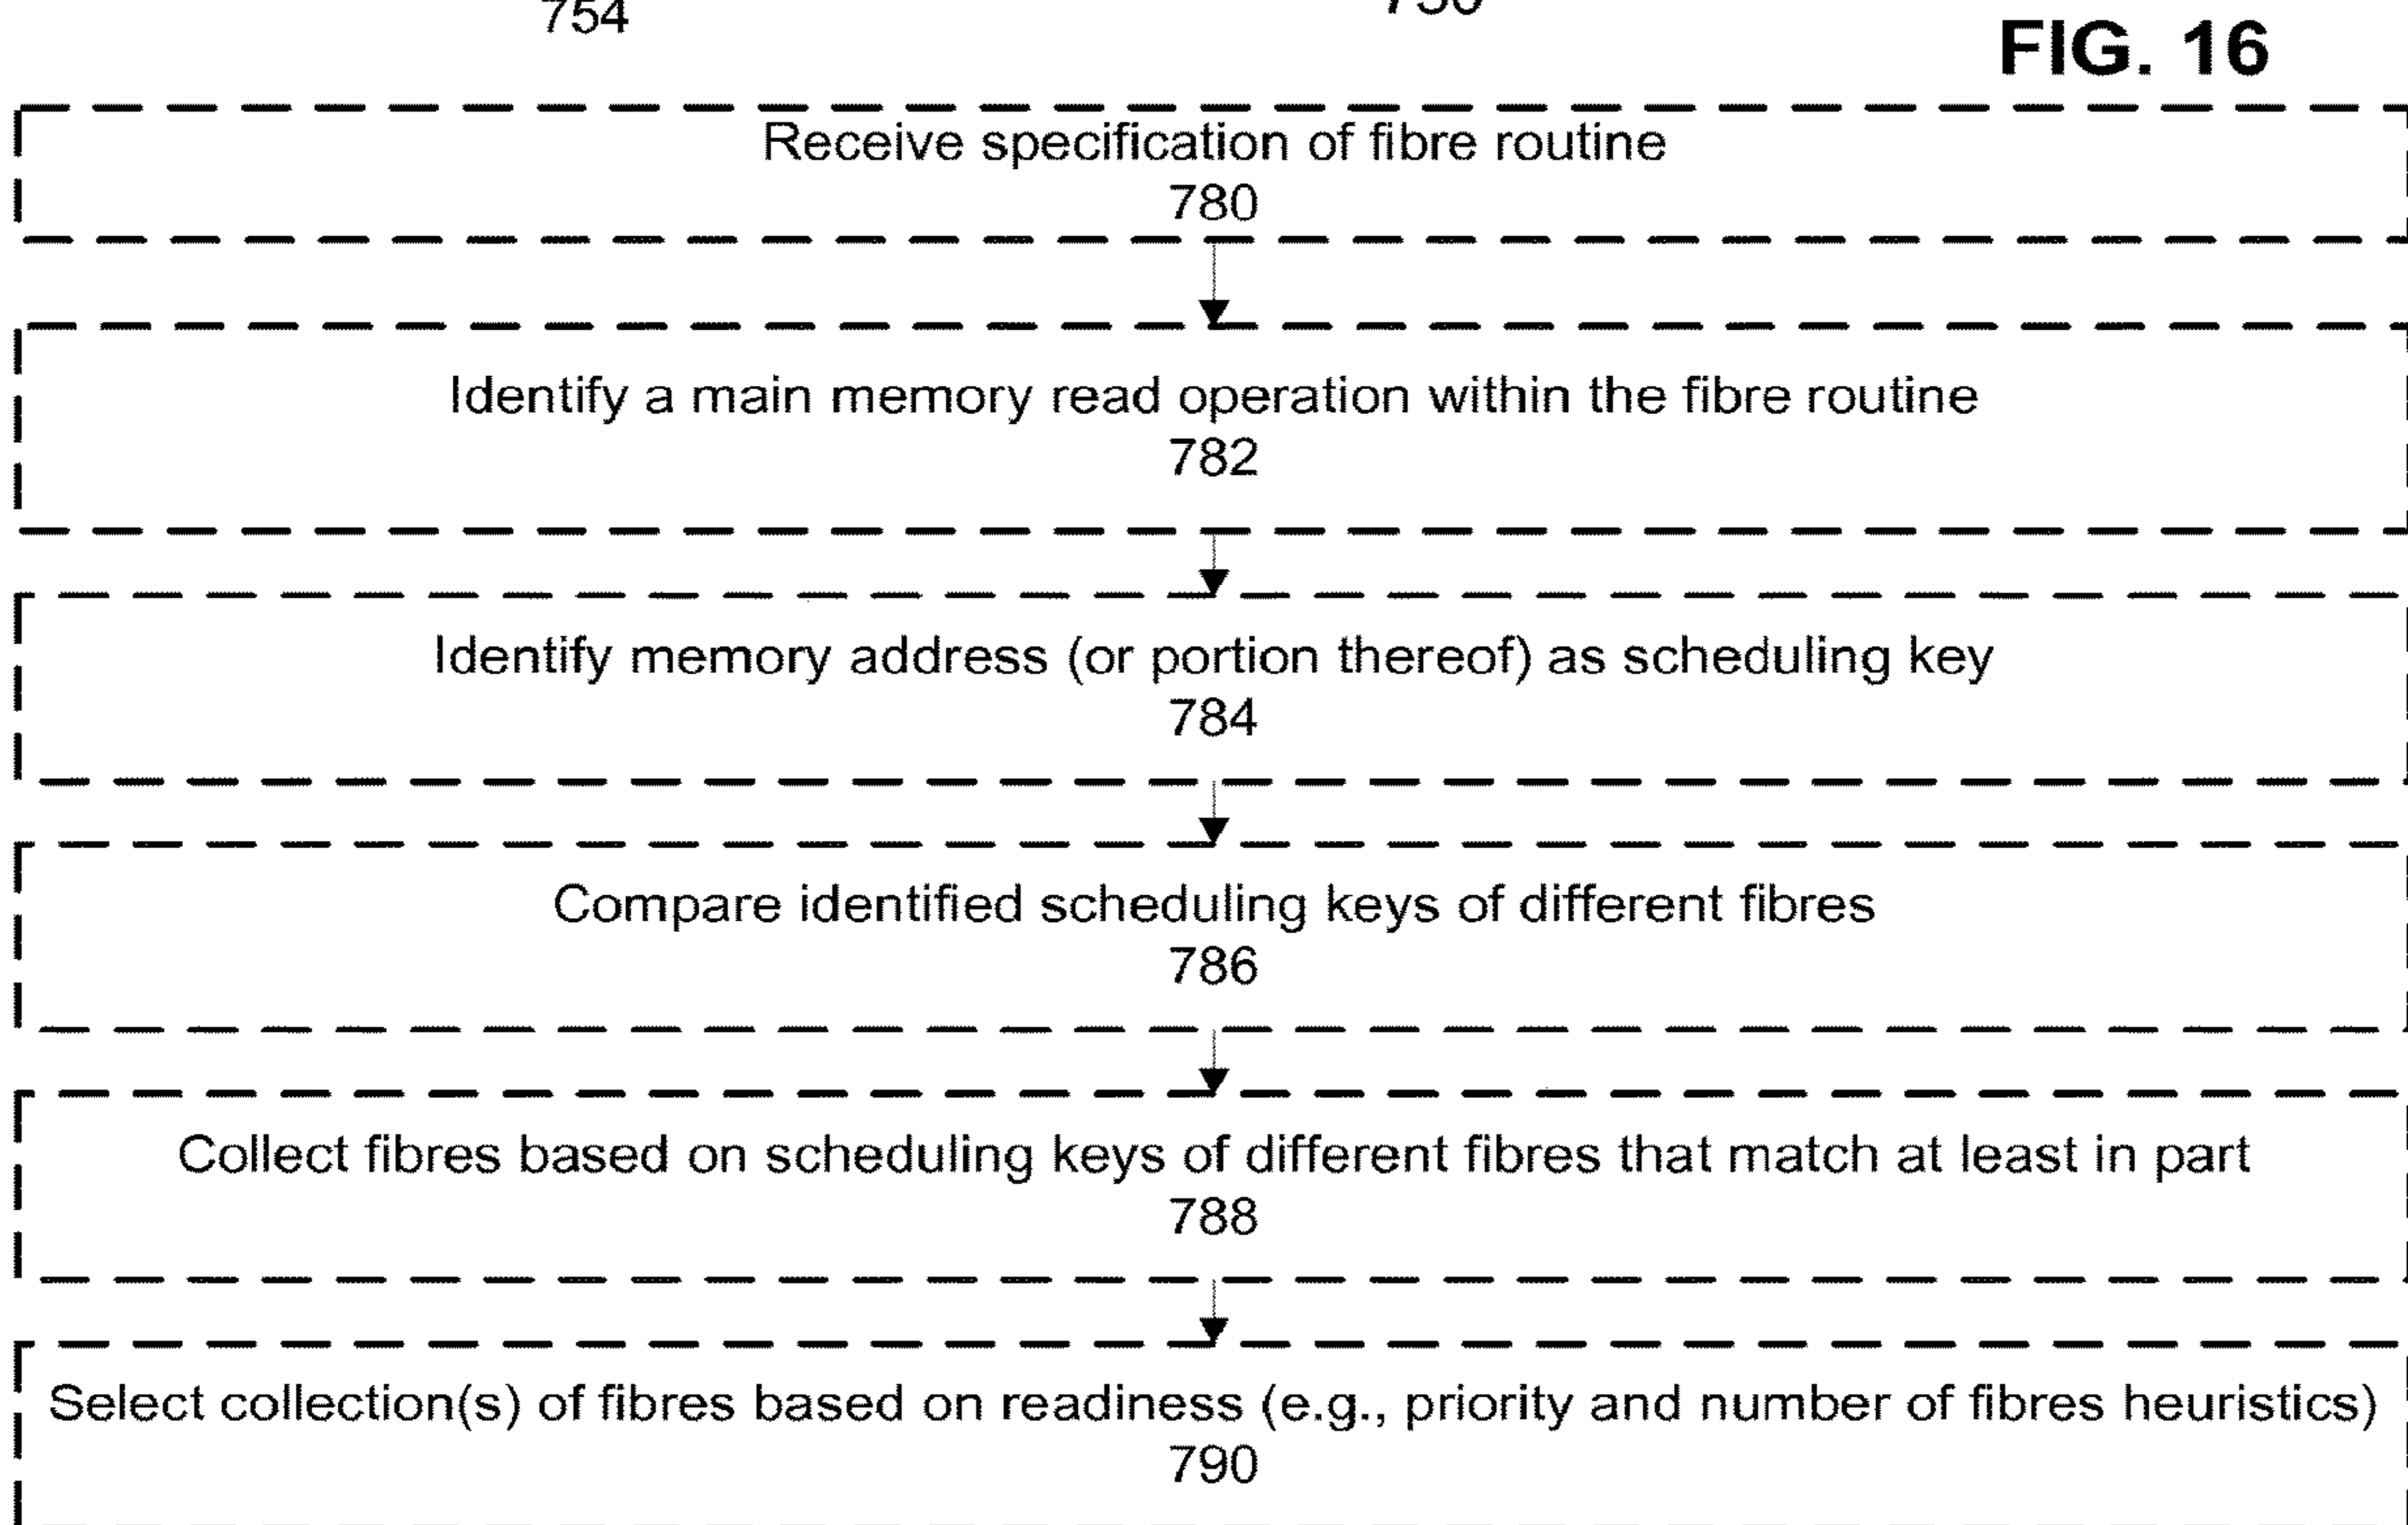 754
FIG. 16
Receive specification of fibre routine
780
Identify a main memory read operation within the fibre routine
782
Identify memory address (or portion thereof) as scheduling key
784
Compare identified scheduling keys of different fibres
786
Collect fibres based on scheduling keys of different fibres that match at least in part
788
Select collection(s) of fibres based on readiness (e.g., priority and number of fibres heuristics)
790